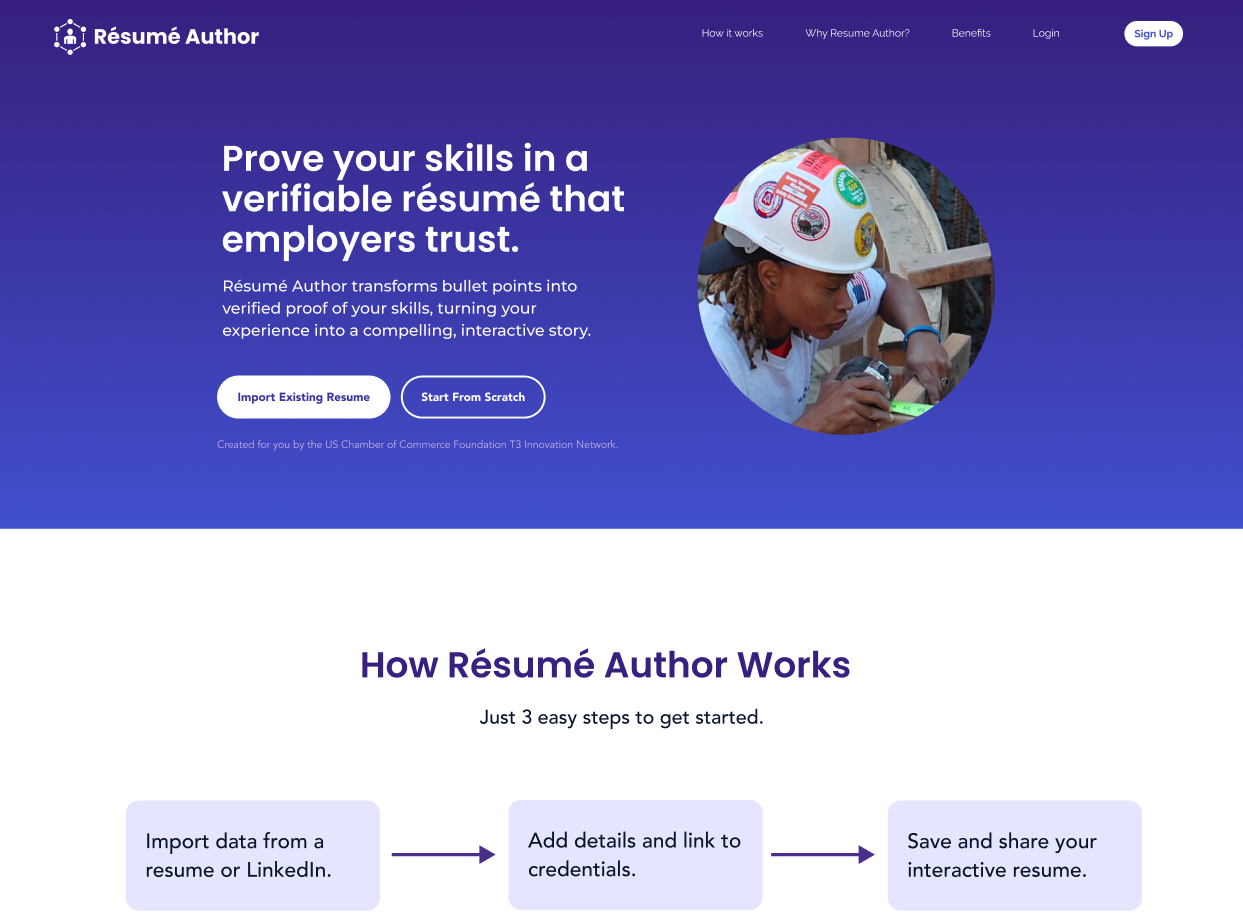 Résumé Author
How it works
Why Resume Author?
Benefits
Login
Sign Up
Prove your skills in a
verifiable résumé that
employers trust.
Résumé Author transforms bullet points into
verified proof of your skills, turning your
experience into a compelling, interactive story.
Import Existing Resume
Start From Scratch
Created for you by the US Chamber of Commerce Foundation T3 Innovation Network.
How Résumé Author Works
Just 3 easy steps to get started.
Import data from a
resume or LinkedIn.
Add details and link to
credentials.
Save and share your
interactive resume.